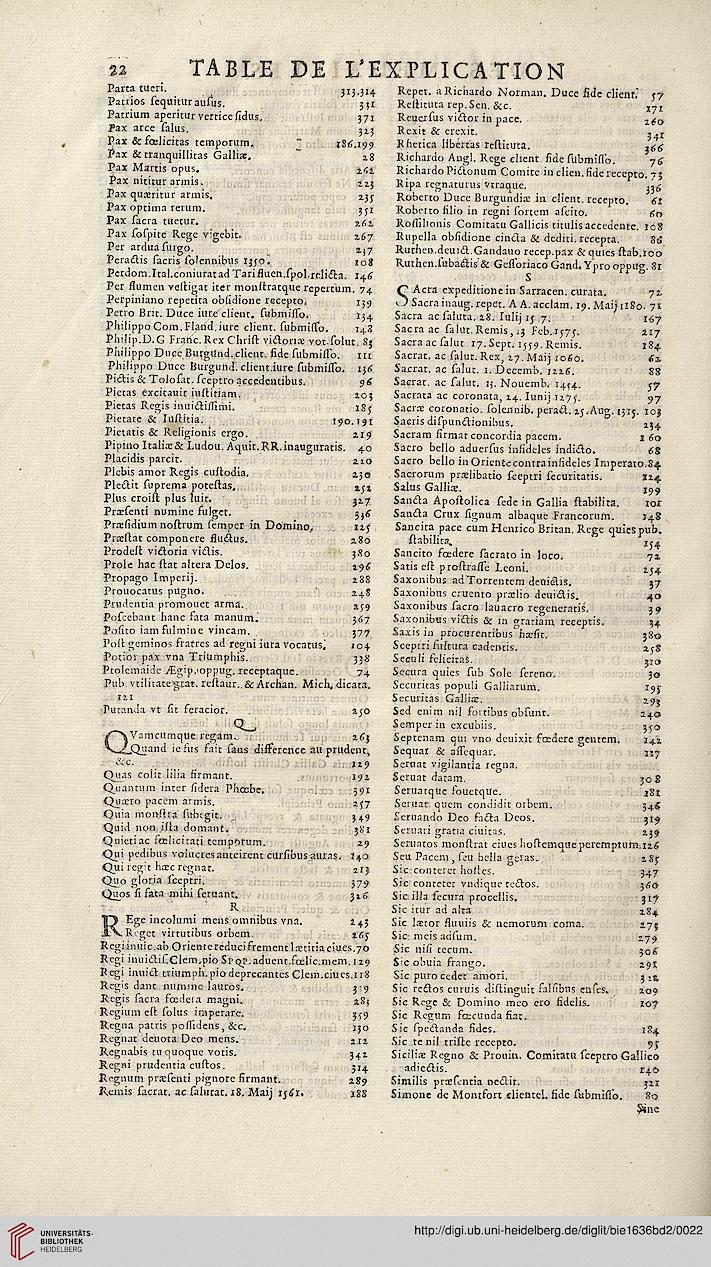 22 TABLE DE L'EXPLICATION
Parta tueri. 313.314
Patrios ſequitur auſus. 331
Patrium aperitur vertice ſidus. 371
Pax arce ſalus. 323
Pax & fœlicitas temporum. 186.199
Pax & tranquillitas Galliæ. 28
Pax Martis opus. 262
Pax nititur armis. 223
Pax quæritur armis. 235
Pax optima rerum. 351
Pax ſacra tuetur. 262
Pax ſoſpite Rege vigebit. 267
Per ardua ſurgo. 237
Peractis ſacris ſolennibus 1350. 108
Perdom. Ital. coniurat ad Tari fluen. ſpol. relicta. 146
Per flumen veſtigat iter monſtratque repertum. 74
Perpiniano repetita obſidione recepto. 139
Petro Brit. Duce iure client. ſubmiſſo. 134
Philippo Com. Fland. iure client. ſubmiſſo. 148
Philip. D. G Franc. Rex Chriſt victoriæ vot. ſolut. 83
Philippo Duce Burgund. client. fide ſubmiſſo. 111
Philippo Duce Burgund. client. iure ſubmiſſo. 136
Pictis & Toloſat. ſceptro accedentibus. 96
Pietas excitauit iuſtitiam. 203
Pietas Regis inuictiſſimi. 185
Pietate & Iuſtitia. 190.191
Pietatis & Religionis ergo. 219
Pipino Italiæ & Ludou. Aquit. RR. inauguratis. 40
Placidis parcit. 220
Plebis amor Regis cuſtodia. 230
Plectit ſuprema poteſtas. 252
Plus croiſt plus luit. 327
Præſenti numine fulget. 336
Præſidium noſtrum ſemper in Domino, 125
Præſtat componere fluctus. 280
Prodeſt victoria victis. 380
Prole hac ſtat altera Delos. 296
Propago Imperij. 288
Prouocatus pugno. 248
Prudentia promouet arma. 259
Poſcebant hanc fata manum. 367
Poſito iam fulmine vincam. 377
Poſt geminos fratres ad regni iura vocatus. 104
Potior pax vna Triumphis. 338
Ptolemaide Ægip. oppug. receptaque. 74
Pub. vtilitate grat. reſtaur. & Archan. Mich. dicata.
121
Putanda vt ſit feracior. 250
Q
QVamcumque regam. 263
Quand ie ſus fait ſans difference au prudent,
&c. 129
Quas colit lilia firmant. 192
Quantum inter ſidera Phœbe. 391
Quæro pacem armis. 257
Quia monſtra ſubegit. 349
Quid non iſta domant. 381
Quieti ac fœlicitati temporum. 29
Qui pedibus volucres anteirent curſibus auras. 140
Qui regit hæc regnat. 213
Quo gloria ſceptri. 379
Quos ſi fata mihi ſeruant. 326
R
REge incolumi mens omnibus vna. 243
Reget virtutibus orbem. 265
Regi inuic. ab Oriente reduci frement lætitia ciues. 70
Regi inuictiſ. Clem. pio SPQP. aduent. fœlic. mem. 129
Regi inuict triumph. pio deprecantes Clem. ciues. 118
Regis dant numine lauros. 359
Regis ſacra fœdera magni. 283
Regium eſt ſolus imperare. 359
Regna patris poſſidens, &c. 130
Regnat deuota Deo mens. 212
Regnabis tu quoque votis. 342
Regni prudentia cuſtos. 314
Regnum præſenti pignore firmant. 289
Remis ſacrat. ac ſalutat. 18. Maij 1561. 188
Repet. a Richardo Norman. Duce fide client. 57
Reſtituta rep. Sen. &c. 171
Reuerſus victor in pace. 260
Rexit & erexit. 341
Rhetica libertas reſtituta. 366
Richardo Angl. Rege client fide ſubmiſſo. 76
Richardo Pictonum Comite in clien. fide recepto. 73
Ripa regnaturus vtraque. 336
Roberto Duce Burgundiæ in client. recepto. 61
Roberto filio in regni ſortem aſcito. 60
Roſſilionis Comitatu Gallicis titulis accedente. 108
Rupella obſidione cincta & dediti. recepta. 86
Ruthen. deuict. Gandauo recep. pax & quies ſtab. 100
Ruthen. ſubactis & Geſſoriaco Gand. Ypro oppug. 81
S
SAcra expeditione in Sarracen. curata. 72
Sacra inaug. repet. A A. acclam. 19. Maij 1180. 71
Sacra ac ſaluta. 28. Iulij 15 7. 167
Sacra ac ſalut. Remis, 13 Feb. 1575. 217
Sacra ac ſalut 17. Sept. 1559. Remis. 184
Sacrat. ac ſalut. Rex, 27. Maij 1060. 62
Sacrat. ac ſalut. 1. Decemb. 1226. 88
Sacrat. ac ſalut. 13. Nouemb. 1454. 57
Sacrata ac coronata, 24. Iunij 1275. 97
Sacræ coronatio. ſolennib. peract. 25. Aug. 1315. 103
Sacris diſpunctionibus. 234
Sacram firmat concordia pacem. 160
Sacro bello aduerſus infideles indicto. 68
Sacro bello in Oriente contra infideles Imperato. 84
Sacrorum prælibatio ſceptri ſecuritatis. 124
Salus Galliæ. 199
Sancta Apoſtolica ſede in Gallia ſtabilita. 101
Sancta Crux ſignum albaque Francorum. 148
Sancita pace cum Henrico Britan. Rege quies pub.
ſtabilita. 154
Sancito fœdere ſacrato in loco. 72
Satis eſt proſtraſſe Leoni. 254
Saxonibus ad Torrentem deuictis. 37
Saxonibus cruento prælio deuictis. 40
Saxonibus ſacro lauacro regeneratis. 39
Saxonibus victis & in gratiam receptis. 34
Saxis in procurentibus hæſit. 380
Sceptri fultura cadentis. 258
Seculi felicitas. 310
Secura quies ſub Sole ſereno. 30
Securitas populi Galliarum. 195
Securitas Galliæ. 293
Sed enim nil fortibus obſunt. 240
Semper in excubiis. 350
Septenam qui vno deuixit fœdere gentem. 142
Sequar & aſſequar. 127
Seruat vigilantia regna.
Seruat datam. 308
Seruatque fouetque. 181
Seruat quem condidit orbem. 346
Seruando Deo facta Deos. 319
Seruati gratia ciuitas. 239
Seruatos monſtrat ciues hoſtemque peremptum. 126
Seu Pacem, ſeu bella geras. 285
Sic conteret hoſtes. 347
Sic conteret vndique tectos. 360
Sic illa ſecura procellis. 317
Sic itur ad alta 284
Sic lætor fluuiis & nemorum coma. 273
Sic meis adſum. 279
Sic niſi tecum. 306
Sic obuia frango. 291
Sic puro cedet amori. 312
Sic rectos curuis diſtinguit falſibus enſes. 209
Sic Rege & Domino meo ero fidelis. 107
Sic Regum fœcunda fiat.
Sic ſpectanda fides. 184
Sic te nil triſte recepto. 95
Siciliæ Regno & Prouin. Comitatu ſceptro Gallico
adiectis. 140
Similis præſentia nectit. 321
Simone de Montfort clientel. fide ſubmiſſo. 80
Sine
UNIVERSITÄTS-
BIBLIOTHEK
HEIDELBERG
http://digi.ub.uni-heidelberg.de/diglit/bie1636bd2/0022